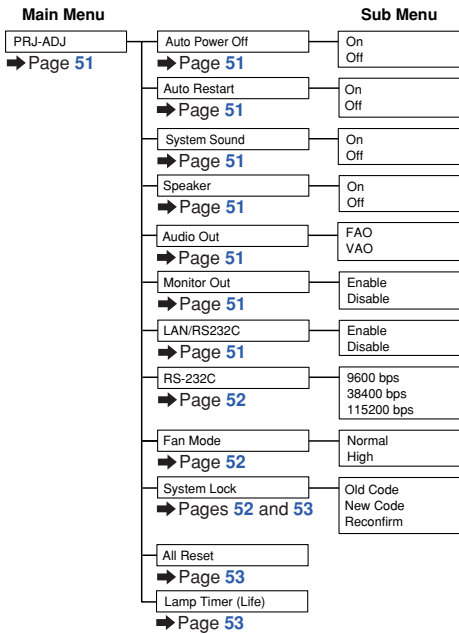 Main Menu
Sub Menu
PRJ-ADJ
➡Page 51
Auto Power Off
➡Page 51
On
Off
Auto Restart
➡Page 51
On
Off
System Sound
➡Page 51
On
Off
Speaker
➡Page 51
On
Off
Audio Out
➡Page 51
FAO
VAO
Monitor Out
➡Page 51
Enable
Disable
LAN/RS232C
➡Page 51
Enable
Disable
RS-232C
➡Page 52
9600 bps
38400 bps
115200 bps
Fan Mode
➡Page 52
Normal
High
System Lock
➡Pages 52 and 53
Old Code
New Code
Reconfirm
All Reset
➡Page 53
Lamp Timer (Life)
➡Page 53